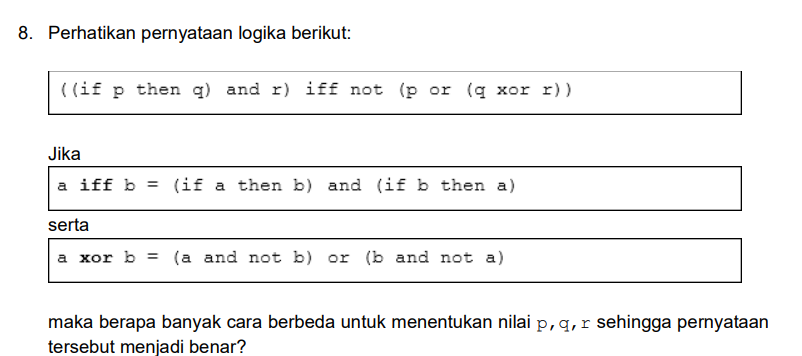 8. Perhatikan pernyataan logika berikut:
((if p then q) and r) iff not (p or (q xor r))
Jika
a iff b = (if a then b) and (if b then a)
serta
a xor b = (a and not b) or (b and not a)
maka berapa banyak cara berbeda untuk menentukan nilai p,q,r sehingga pernyataan
tersebut menjadi benar?